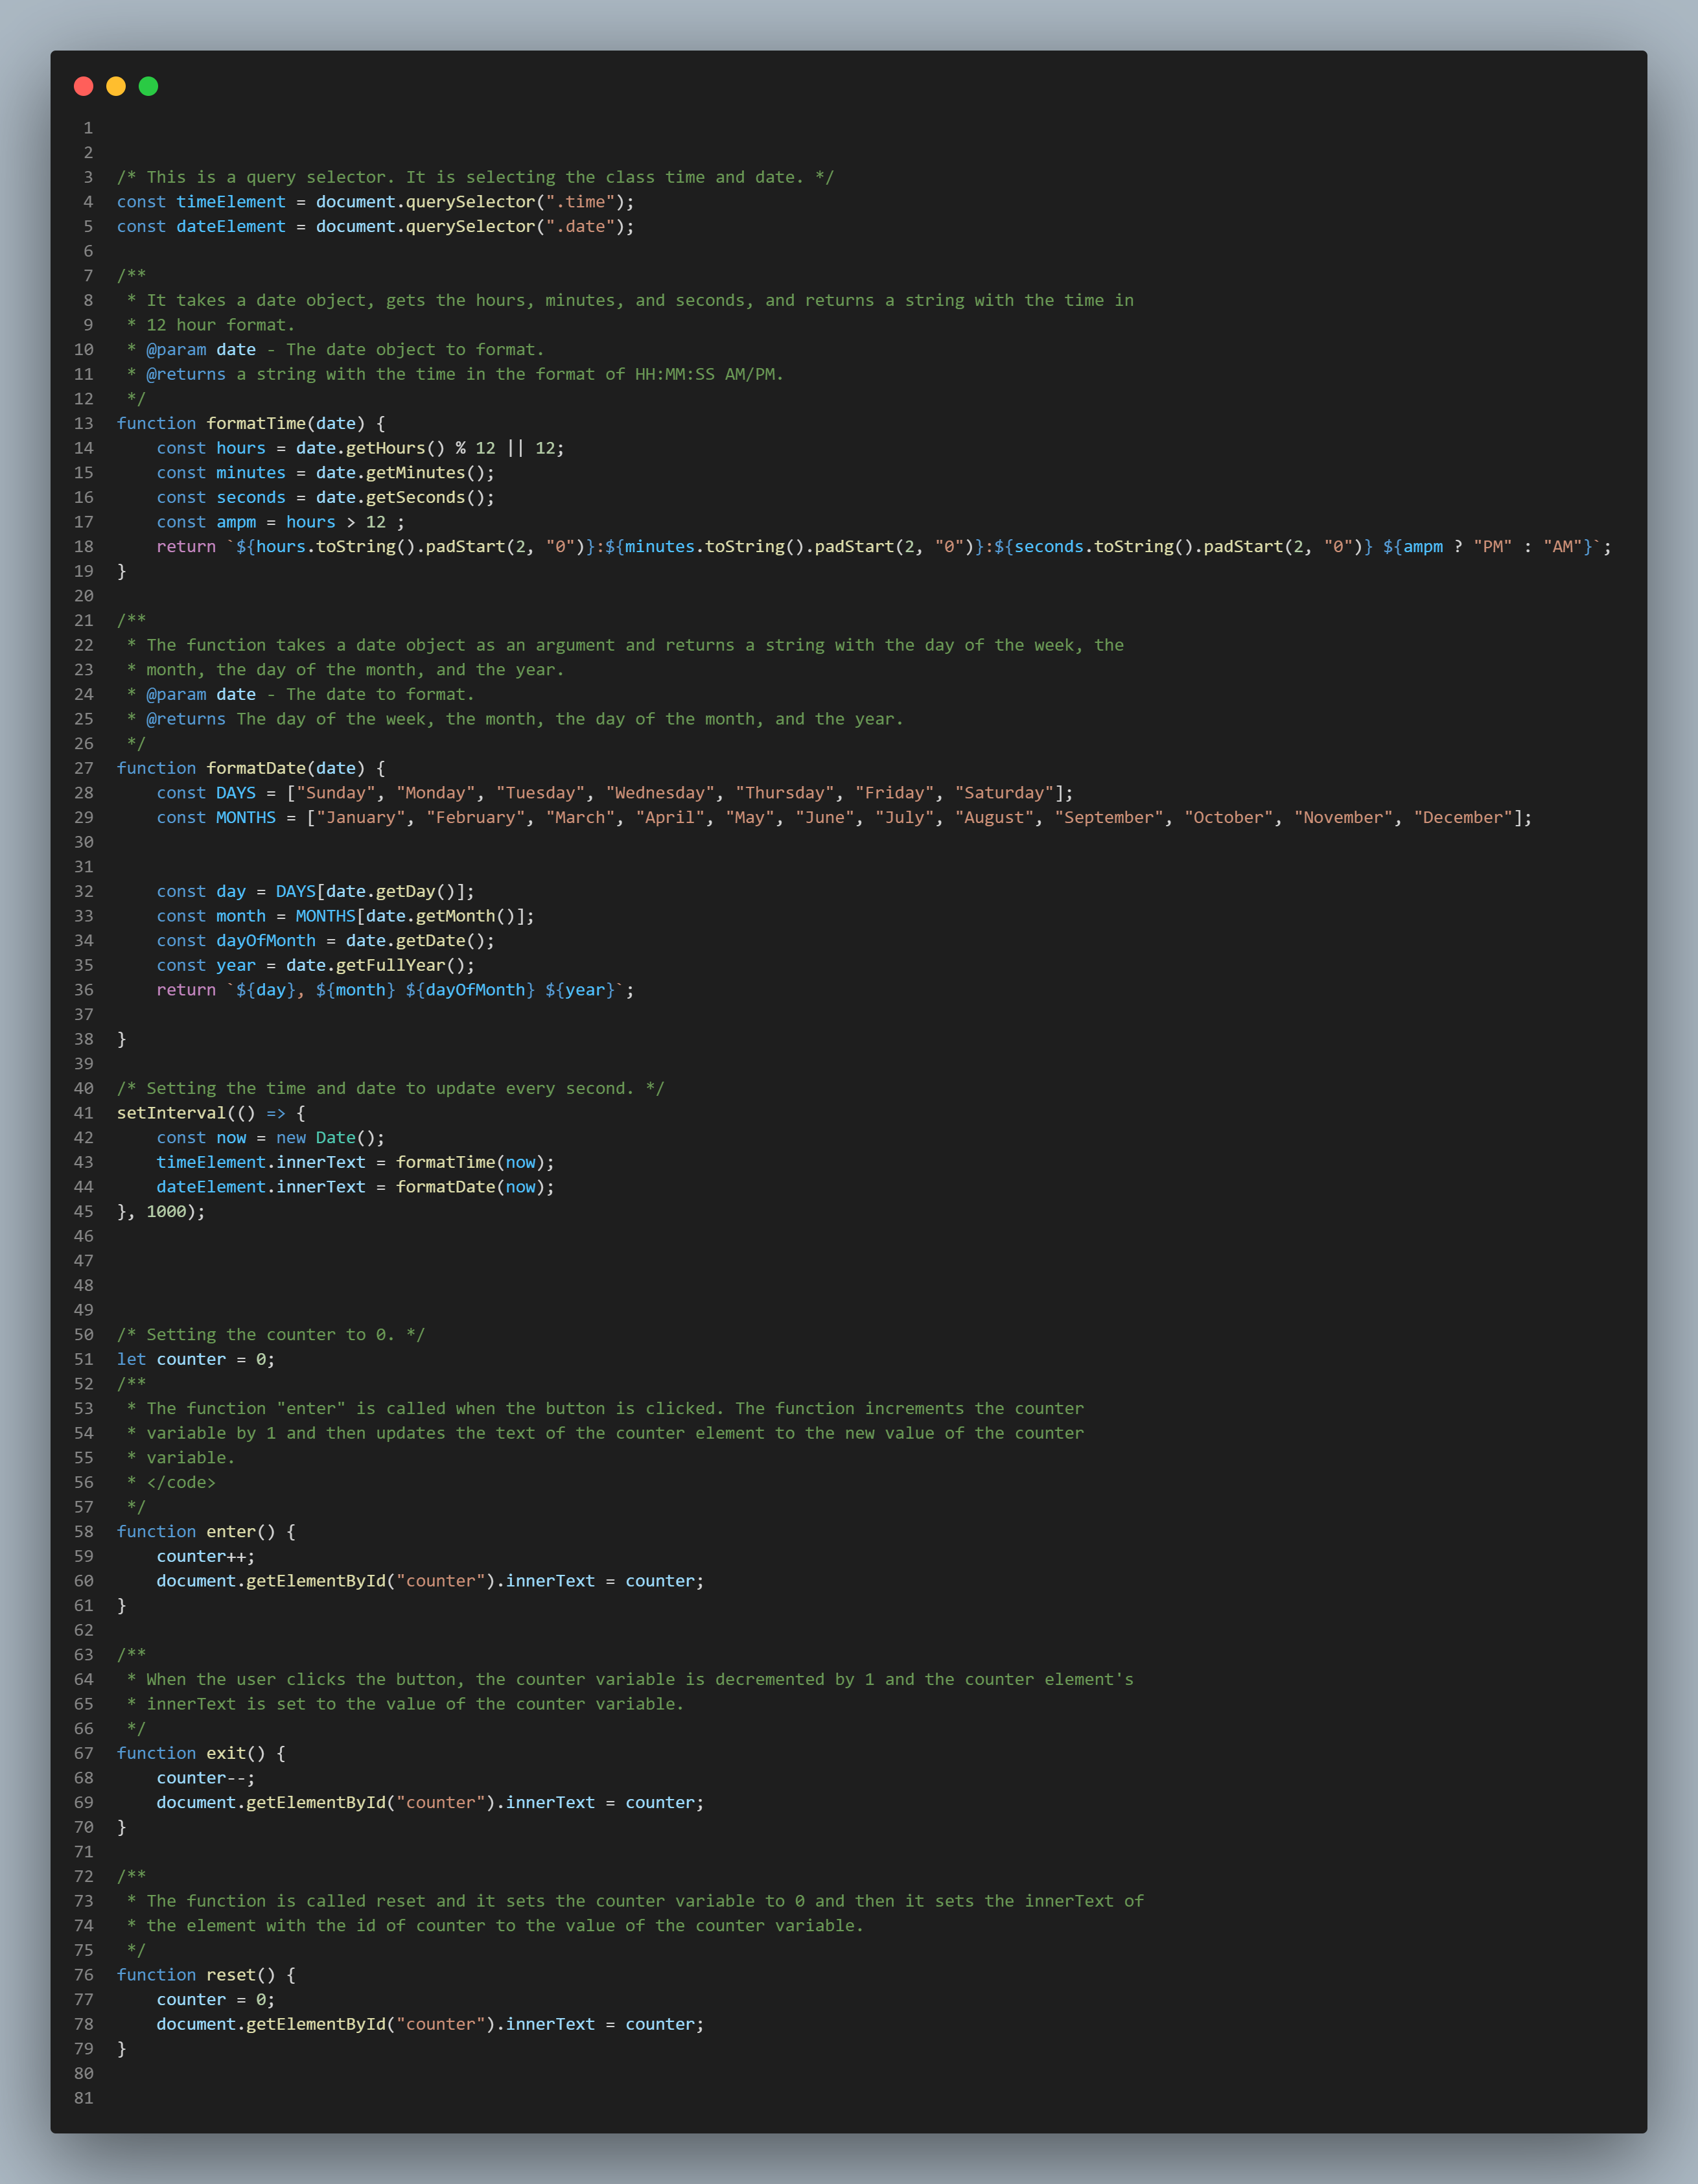 1
2
3 /* This is a query selector. It is selecting the class time and date. */
4 const timeElement = document.querySelector(".time");
5 const dateElement = document.querySelector(".date");
6
7 /**
8  * It takes a date object, gets the hours, minutes, and seconds, and returns a string with the time in
9  * 12 hour format.
10  * @param date - The date object to format.
11  * @returns a string with the time in the format of HH:MM:SS AM/PM.
12  */
13 function formatTime(date) {
14     const hours = date.getHours() % 12 || 12;
15     const minutes = date.getMinutes();
16     const seconds = date.getSeconds();
17     const ampm = hours > 12 ;
18     return `${hours.toString().padStart(2, "0")}:${minutes.toString().padStart(2, "0")}:${seconds.toString().padStart(2, "0")} ${ampm ? "PM" : "AM"}`;
19 }
20
21 /**
22  * The function takes a date object as an argument and returns a string with the day of the week, the
23  * month, the day of the month, and the year.
24  * @param date - The date to format.
25  * @returns The day of the week, the month, the day of the month, and the year.
26  */
27 function formatDate(date) {
28     const DAYS = ["Sunday", "Monday", "Tuesday", "Wednesday", "Thursday", "Friday", "Saturday"];
29     const MONTHS = ["January", "February", "March", "April", "May", "June", "July", "August", "September", "October", "November", "December"];
30
31
32     const day = DAYS[date.getDay()];
33     const month = MONTHS[date.getMonth()];
34     const dayOfMonth = date.getDate();
35     const year = date.getFullYear();
36     return `${day}, ${month} ${dayOfMonth} ${year}`;
37
38 }
39
40 /* Setting the time and date to update every second. */
41 setInterval(() => {
42     const now = new Date();
43     timeElement.innerText = formatTime(now);
44     dateElement.innerText = formatDate(now);
45 }, 1000);
46
47
48
49
50 /* Setting the counter to 0. */
51 let counter = 0;
52 /**
53  * The function "enter" is called when the button is clicked. The function increments the counter
54  * variable by 1 and then updates the text of the counter element to the new value of the counter
55  * variable.
56  * </code>
57  */
58 function enter() {
59     counter++;
60     document.getElementById("counter").innerText = counter;
61 }
62
63 /**
64  * When the user clicks the button, the counter variable is decremented by 1 and the counter element's
65  * innerText is set to the value of the counter variable.
66  */
67 function exit() {
68     counter--;
69     document.getElementById("counter").innerText = counter;
70 }
71
72 /**
73  * The function is called reset and it sets the counter variable to 0 and then it sets the innerText of
74  * the element with the id of counter to the value of the counter variable.
75  */
76 function reset() {
77     counter = 0;
78     document.getElementById("counter").innerText = counter;
79 }
80
81